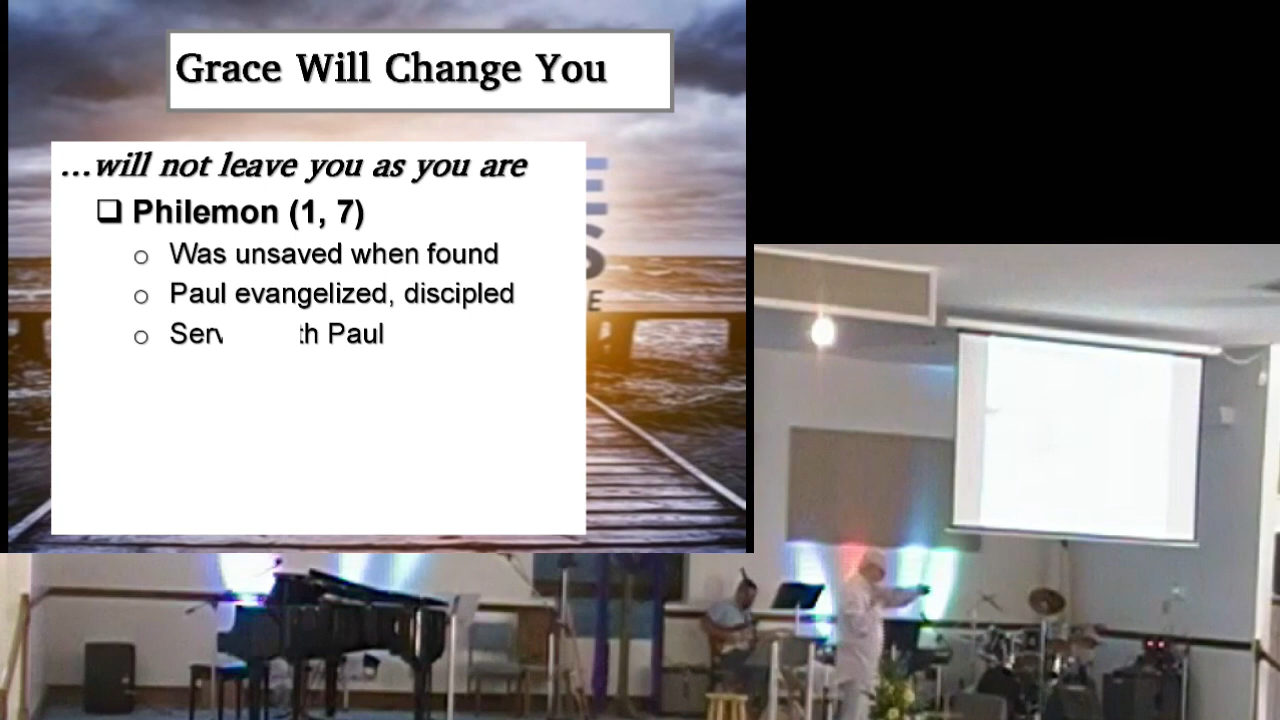 Grace Will Change You
...will not leave you as you are
Philemon (1, 7)
Was unsaved when found
Paul evangelized, discipled
Paul
E
S
E